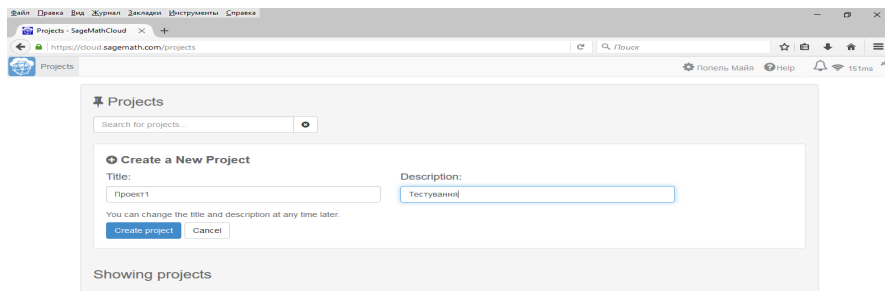 Файл Правка Вид Журнал Закладки Инструменты Справка
Projects - SageMathCloud
https://cloud.sagemath.com/projects
Поиск
Projects
Попель Майя Help 151ms
Projects
Search for projects...
Create a New Project
Title: Description:
Проект1 Тестування
You can change the title and description at any time later.
Create project Cancel
Showing projects